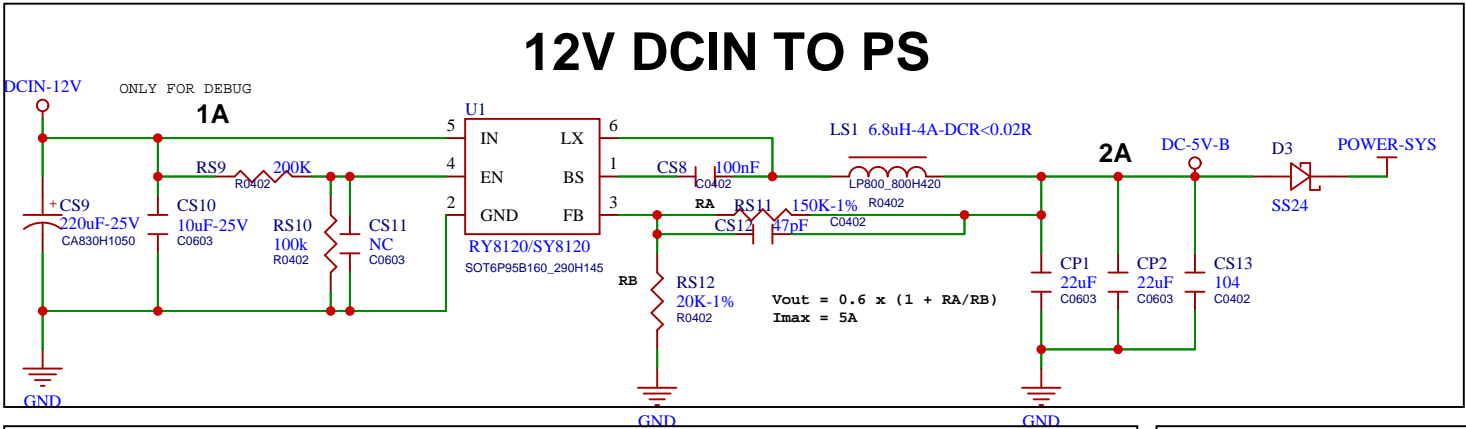 12V DCIN TO PS
DCIN-12V
ONLY FOR DEBUG
1A
U1
5 IN LX 6
4 EN BS 1
2 GND FB 3
RY8120/SY8120
SOT6P95B160_290H145
RS9 200K
R0402
CS9
+
220uF-25V
CA830H1050
CS10
10uF-25V
C0603
RS10
100k
R0402
CS11
NC
C0603
GND
CS8 100nF
C0402
LS1 6.8uH-4A-DCR<0.02R
LP800_800H420
RA
RS11 150K-1%
R0402
CS12 47pF
C0402
RB
RS12
20K-1%
R0402
GND
Vout = 0.6 x (1 + RA/RB)
Imax = 5A
2A
DC-5V-B
D3
SS24
POWER-SYS
CP1
22uF
C0603
CP2
22uF
C0603
CS13
104
C0402
GND